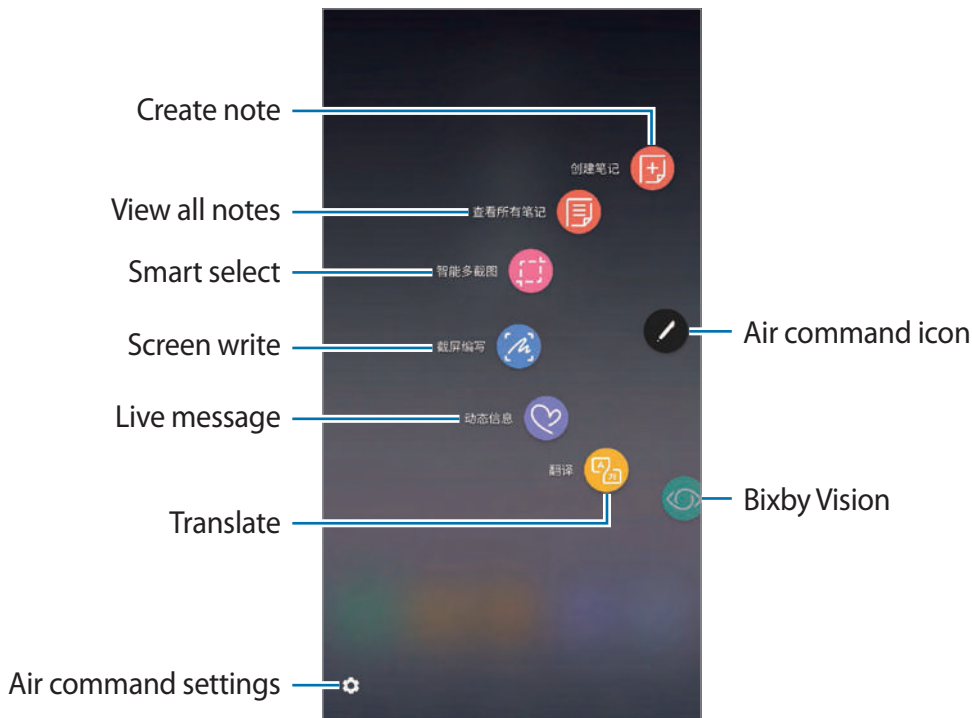 Create note
创建笔记
View all notes
查看所有笔记
Smart select
智能多截图
Air command icon
Screen write
截屏编写
Live message
动态信息
翻译
Bixby Vision
Translate
Air command settings